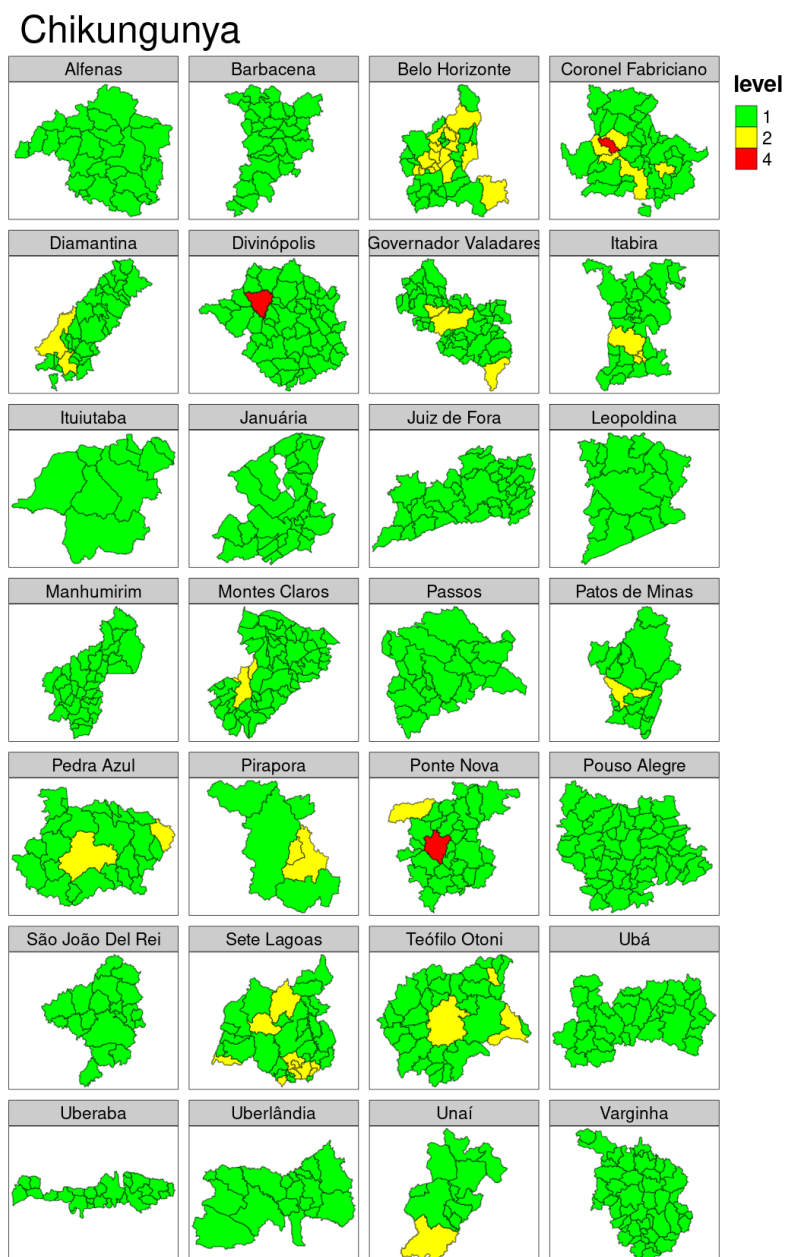 Chikungunya
Alfenas
Barbacena
Belo Horizonte
Coronel Fabriciano
level
1
2
4
Diamantina
Divinópolis
Governador Valadares
Itabira
Ituiutaba
Januária
Juiz de Fora
Leopoldina
Manhumirim
Montes Claros
Passos
Patos de Minas
Pedra Azul
Pirapora
Ponte Nova
Pouso Alegre
São João Del Rei
Sete Lagoas
Teófilo Otoni
Ubá
Uberaba
Uberlândia
Unaí
Varginha